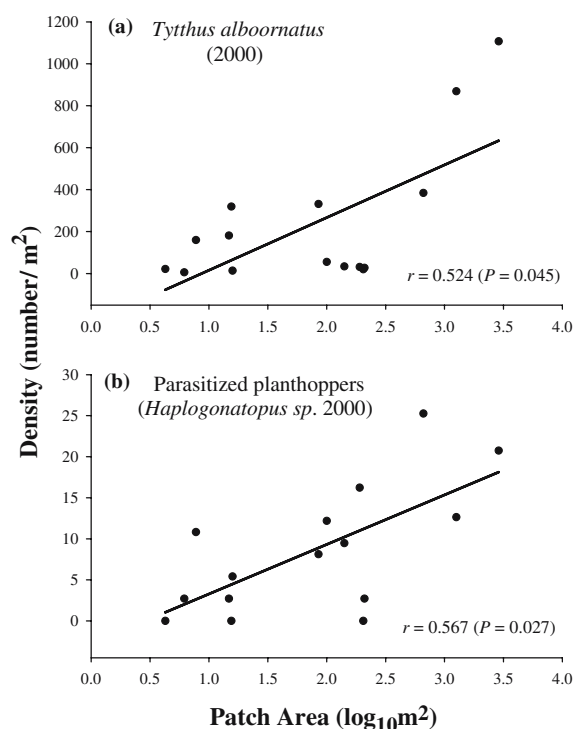 (a) Tytthus alboornatus
(2000)
1200
1000
800
600
400
200
0
r = 0.524 (P = 0.045)
0.0 0.5 1.0 1.5 2.0 2.5 3.0 3.5 4.0
Density (number/ m²)
(b) Parasitized planthoppers
(Haplogonatopus sp. 2000)
30
25
20
15
10
5
0
r = 0.567 (P = 0.027)
0.0 0.5 1.0 1.5 2.0 2.5 3.0 3.5 4.0
Patch Area (log₁₀m²)